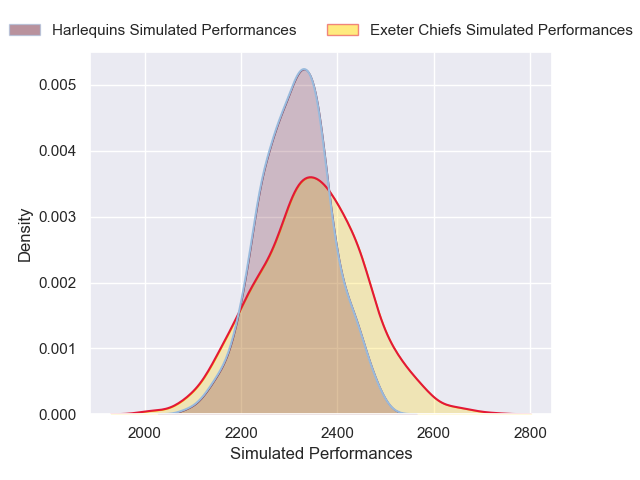 Harlequins Simulated Performances
Exeter Chiefs Simulated Performances
0.005
0.004
0.003
0.002
0.001
0.000
Density
2000
2200
2400
2600
2800
Simulated Performances